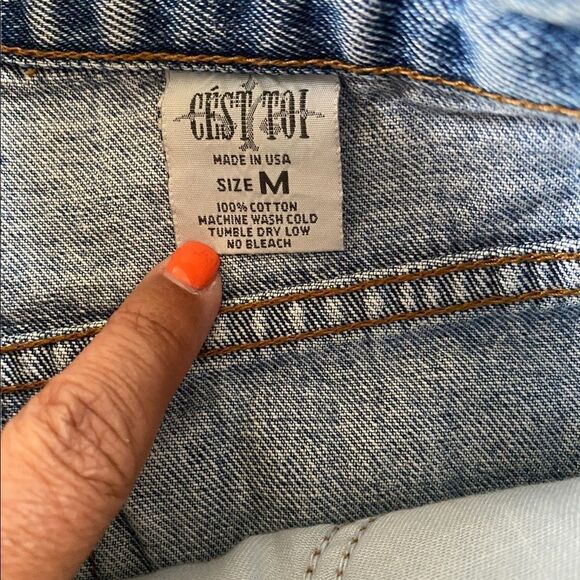 CÉST TOI
MADE IN USA
SIZE M
100% COTTON
MACHINE WASH COLD
TUMBLE DRY LOW
NO BLEACH